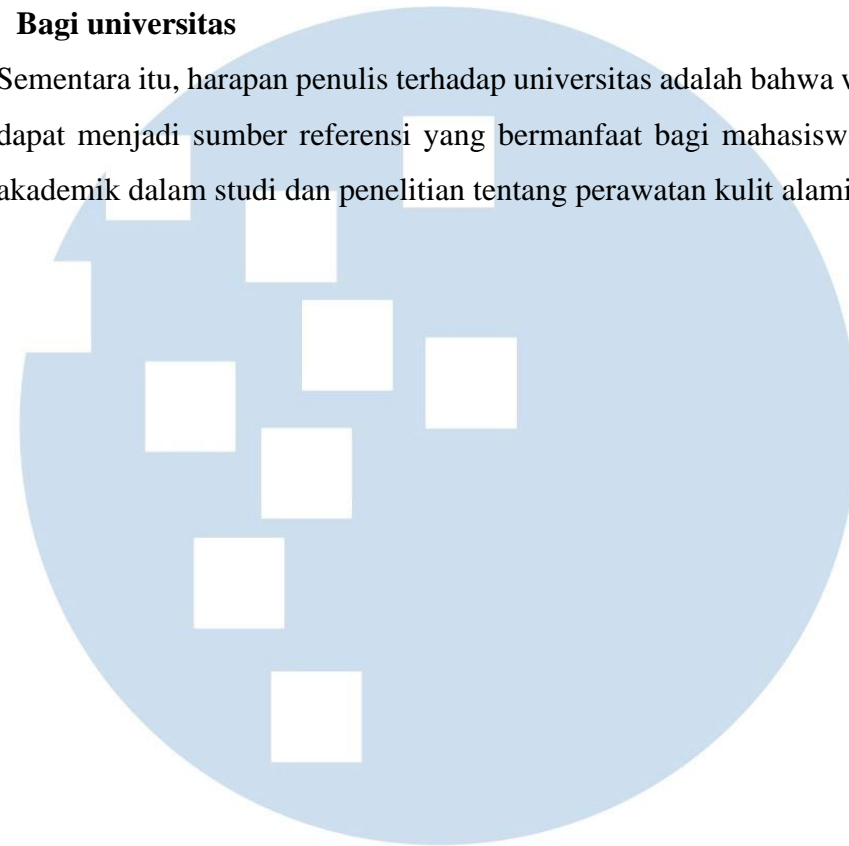 Bagi universitas
Sementara itu, harapan penulis terhadap universitas adalah bahwa
dapat menjadi sumber referensi yang bermanfaat bagi mahasisw
akademik dalam studi dan penelitian tentang perawatan kulit alami